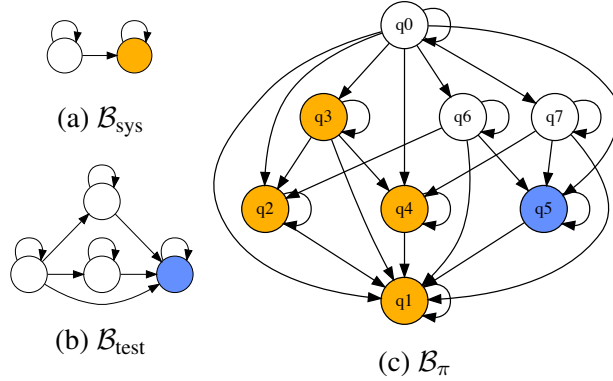 q0
(a) 𝓑sys
q3 q6 q7
q2 q4 q5
(b) 𝓑test
q1
(c) 𝓑π